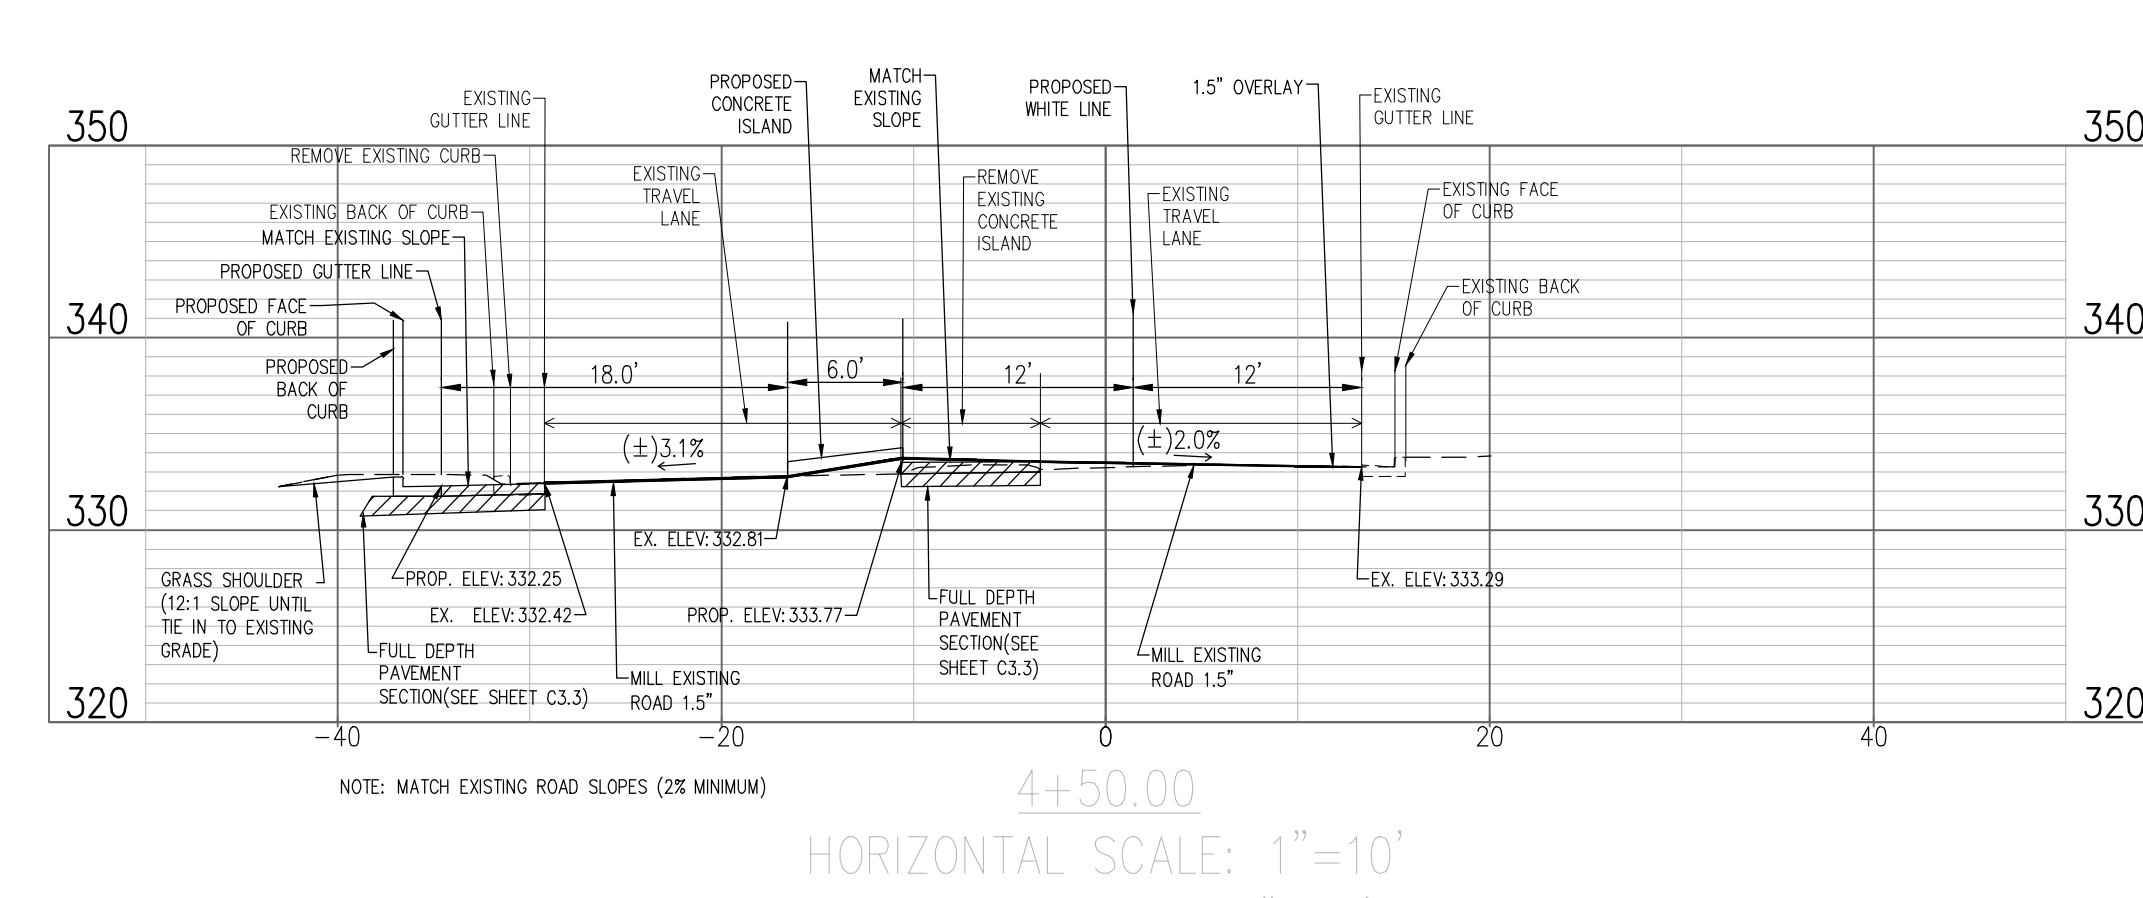 PROPOSED
CONCRETE
ISLAND
MATCH
EXISTING
SLOPE
PROPOSED
WHITE LINE
1.5" OVERLAY
EXISTING
GUTTER LINE
EXISTING
GUTTER LINE
350
350
REMOVE EXISTING CURB
EXISTING
TRAVEL
LANE
REMOVE
EXISTING
CONCRETE
ISLAND
EXISTING
TRAVEL
LANE
EXISTING FACE
OF CURB
EXISTING BACK OF CURB
MATCH EXISTING SLOPE
PROPOSED GUTTER LINE
PROPOSED FACE
OF CURB
EXISTING BACK
OF CURB
340
340
PROPOSED
BACK OF
CURB
18.0'
6.0'
12'
12'
(±)3.1%
(±)2.0%
330
330
EX. ELEV:332.81
GRASS SHOULDER
(12:1 SLOPE UNTIL
TIE IN TO EXISTING
GRADE)
PROP. ELEV:332.25
EX. ELEV:332.42
PROP. ELEV:333.77
EX. ELEV:333.29
FULL DEPTH
PAVEMENT
SECTION(SEE
SHEET C3.3)
FULL DEPTH
PAVEMENT
SECTION(SEE SHEET C3.3)
MILL EXISTING
ROAD 1.5"
MILL EXISTING
ROAD 1.5"
320
320
-40
-20
0
20
40
NOTE: MATCH EXISTING ROAD SLOPES (2% MINIMUM)
4+50.00
HORIZONTAL SCALE: 1"=10'